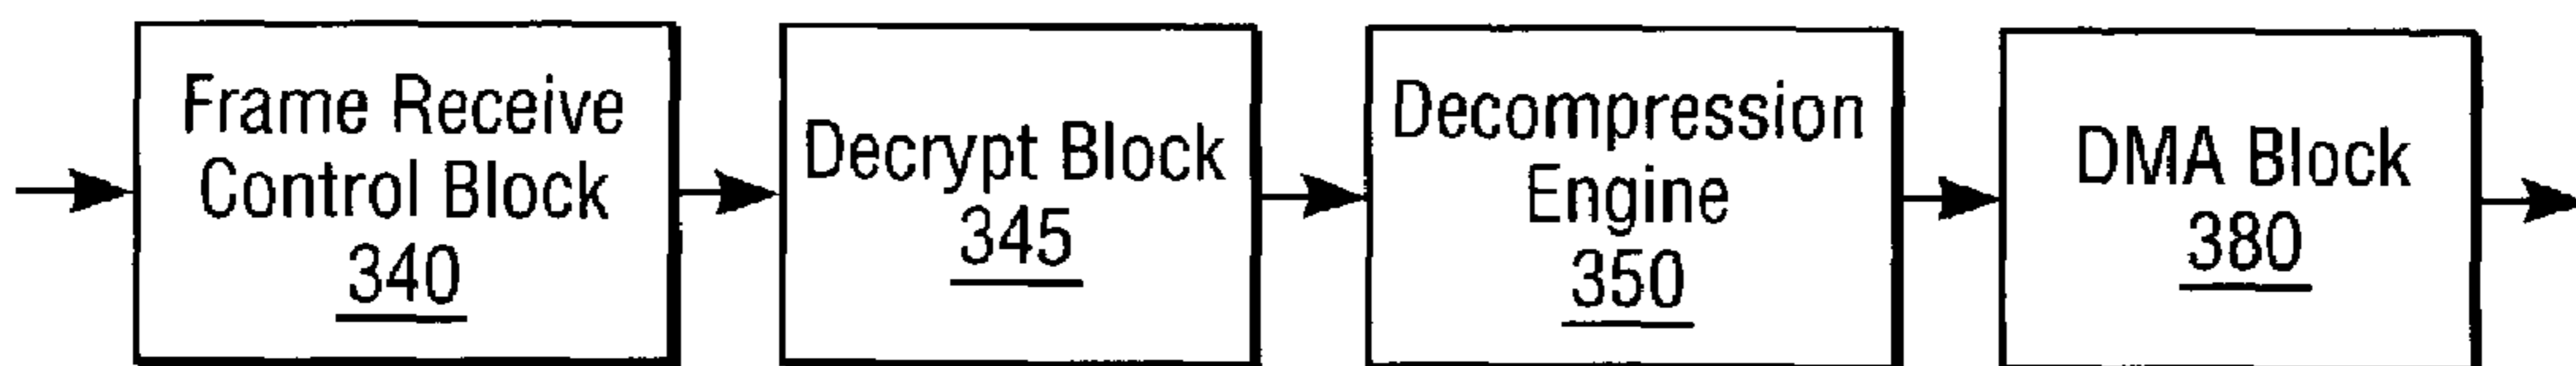 Frame Receive
Control Block
340
Decrypt Block
345
Decompression
Engine
350
DMA Block
380